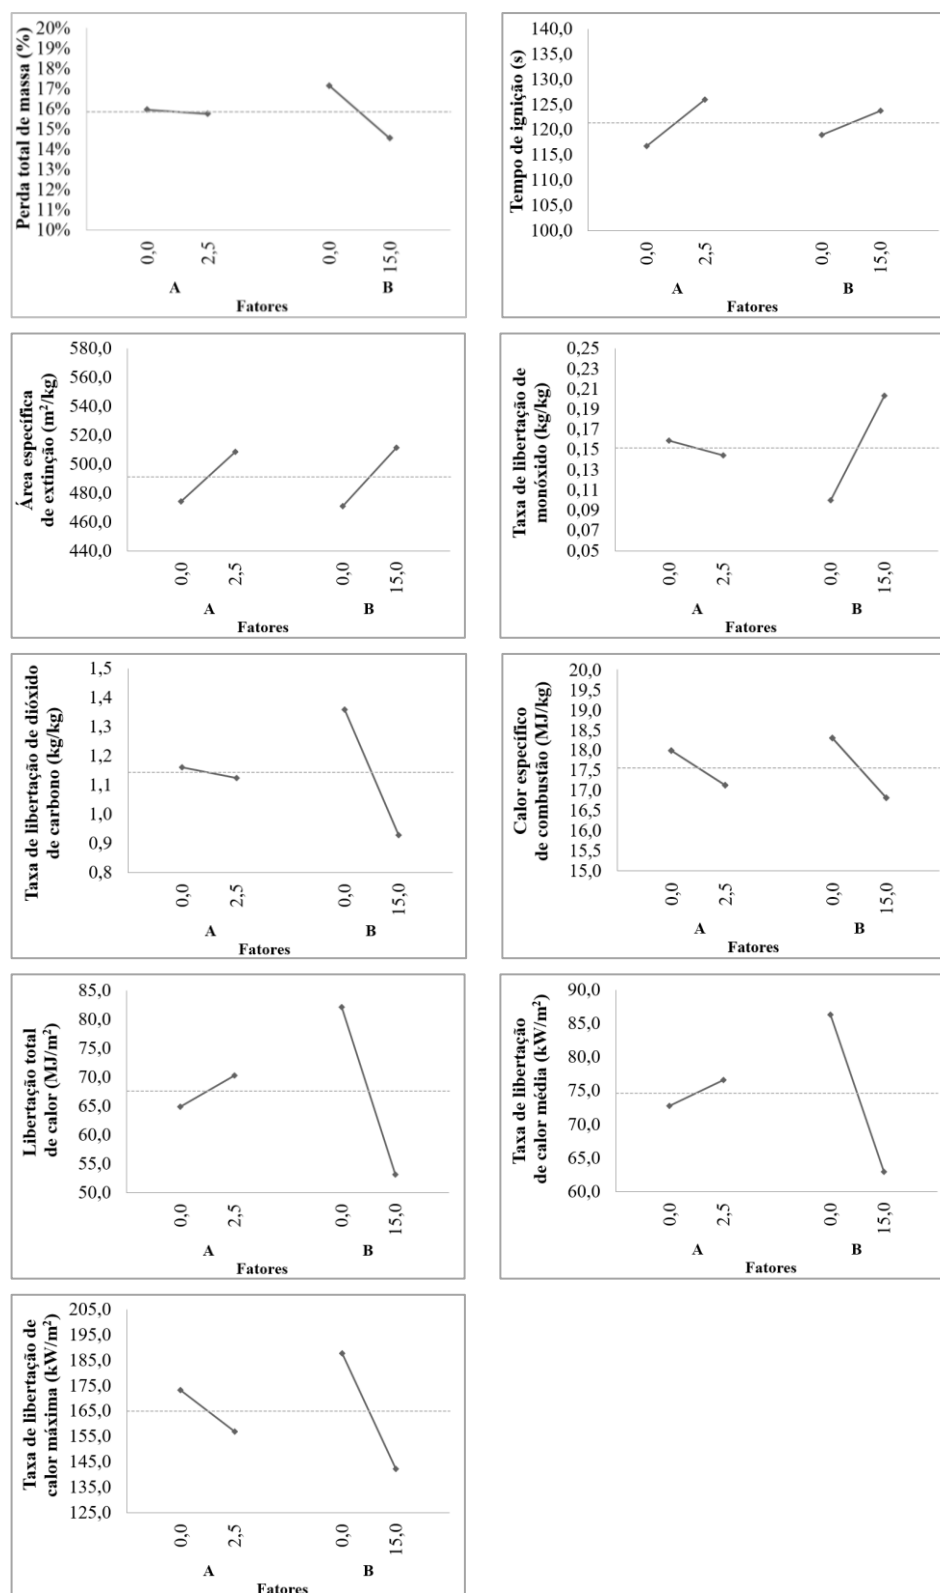 Perda total de massa (%)
20%
19%
18%
17%
16%
15%
14%
13%
12%
11%
10%
0,0
2,5
0,0
15,0
A
B
Fatores
Tempo de ignição (s)
140,0
135,0
130,0
125,0
120,0
115,0
110,0
105,0
100,0
0,0
2,5
0,0
15,0
A
B
Fatores
Área específica
de extinção (m²/kg)
580,0
560,0
540,0
520,0
500,0
480,0
460,0
440,0
0,0
2,5
0,0
15,0
A
B
Fatores
Taxa de libertação de
monóxido (kg/kg)
0,25
0,23
0,21
0,19
0,17
0,15
0,13
0,11
0,09
0,07
0,05
0,0
2,5
0,0
15,0
A
B
Fatores
Taxa de libertação de dióxido
de carbono (kg/kg)
1,5
1,4
1,3
1,2
1,1
1,0
0,9
0,8
0,0
2,5
0,0
15,0
A
B
Fatores
Calor específico
de combustão (MJ/kg)
20,0
19,5
19,0
18,5
18,0
17,5
17,0
16,5
16,0
15,5
15,0
0,0
2,5
0,0
15,0
A
B
Fatores
Libertação total
de calor (MJ/m²)
85,0
80,0
75,0
70,0
65,0
60,0
55,0
50,0
0,0
2,5
0,0
15,0
A
B
Fatores
Taxa de libertação
de calor média (kW/m²)
90,0
85,0
80,0
75,0
70,0
65,0
60,0
0,0
2,5
0,0
15,0
A
B
Fatores
Taxa de libertação de
calor máxima (kW/m²)
205,0
195,0
185,0
175,0
165,0
155,0
145,0
135,0
125,0
0,0
2,5
0,0
15,0
A
B
Fatores